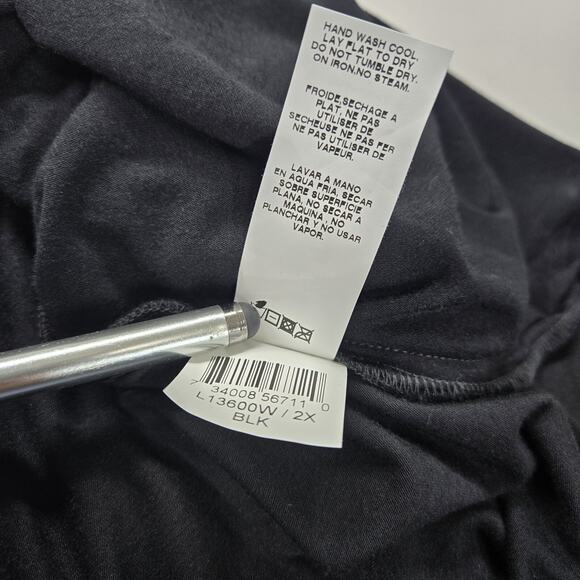 HAND WASH COOL.
LAY FLAT TO DRY
DO NOT TUMBLE DRY.
ON IRON,NO STEAM.
FROIDE,SECHAGE A
PLAT, NE PAS
UTILISER DE
SECHEUSE NE PAS PER
NE PAS UTILISER DE
VAPEUR.
LAVAR A MANO
EN AGUA FRIA, SECAR
SOBRE SUPERFICIE
PLANA, NO SECAR A
MAQUINA , NO
PLANCHAR Y NO USAR
VAPOR.
7 34008 56711 0
L13600W / 2X
BLK